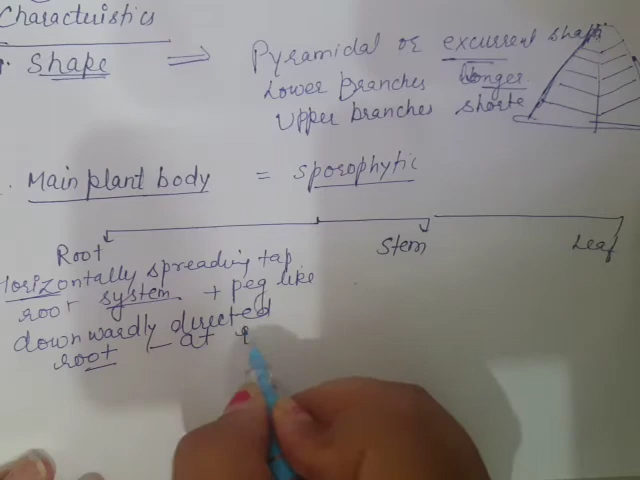 Characteristics
Shape ⇒ Pyramidal or excurrent shape
Lower branches longer.
Upper branches shorte
Main plant body = sporophytic
Root Stem Leaf
Horizontally spreading tap
root system + peg like
downwardly directed
root at